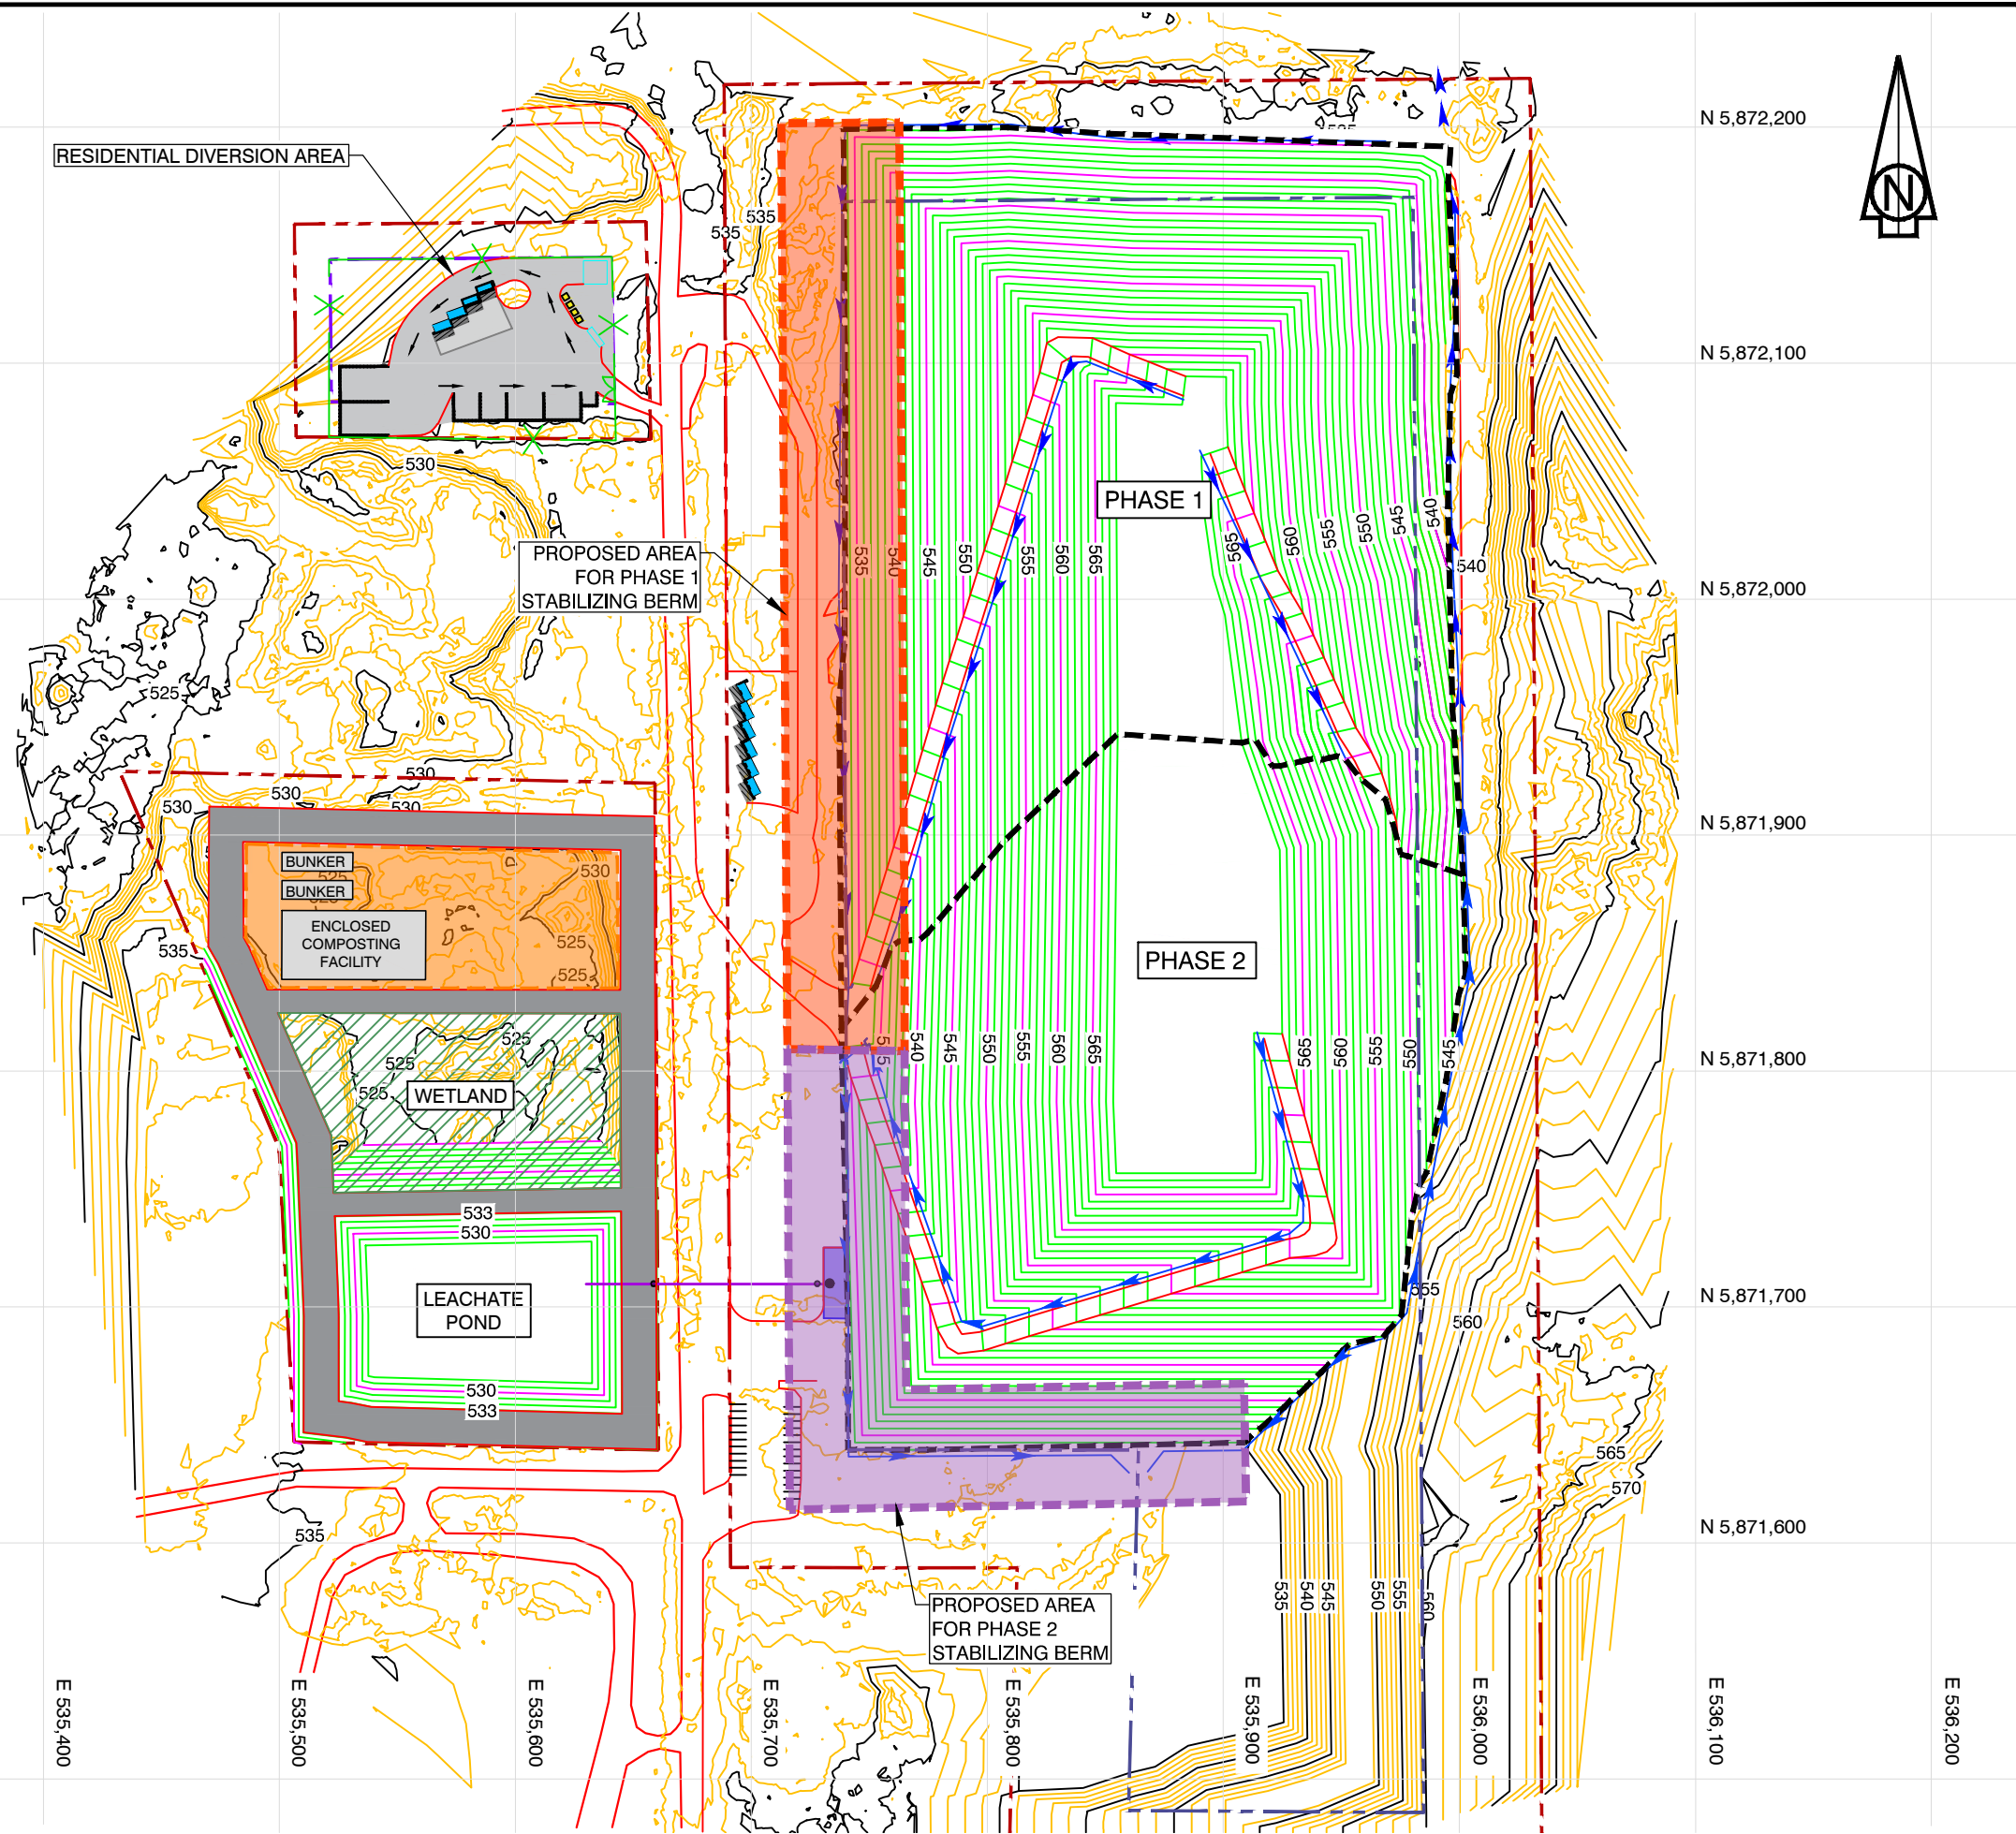 N 5,872,200
RESIDENTIAL DIVERSION AREA
N
535
535
N 5,872,100
530
PHASE 1
PROPOSED AREA
FOR PHASE 1
STABILIZING BERM
535
540
545
550
555
560
565
565
560
555
550
545
540
540
N 5,872,000
525
530
530
530
530
N 5,871,900
BUNKER
525
BUNKER
530
ENCLOSED
COMPOSTING
FACILITY
525
525
535
PHASE 2
525
525
525
WETLAND
540
545
550
555
560
565
565
560
555
550
545
N 5,871,800
533
530
LEACHATE
POND
530
533
555
560
N 5,871,700
565
570
535
N 5,871,600
PROPOSED AREA
FOR PHASE 2
STABILIZING BERM
535
540
545
550
555
560
E 535,400
E 535,500
E 535,600
E 535,700
E 535,800
E 535,900
E 536,000
E 536,100
E 536,200